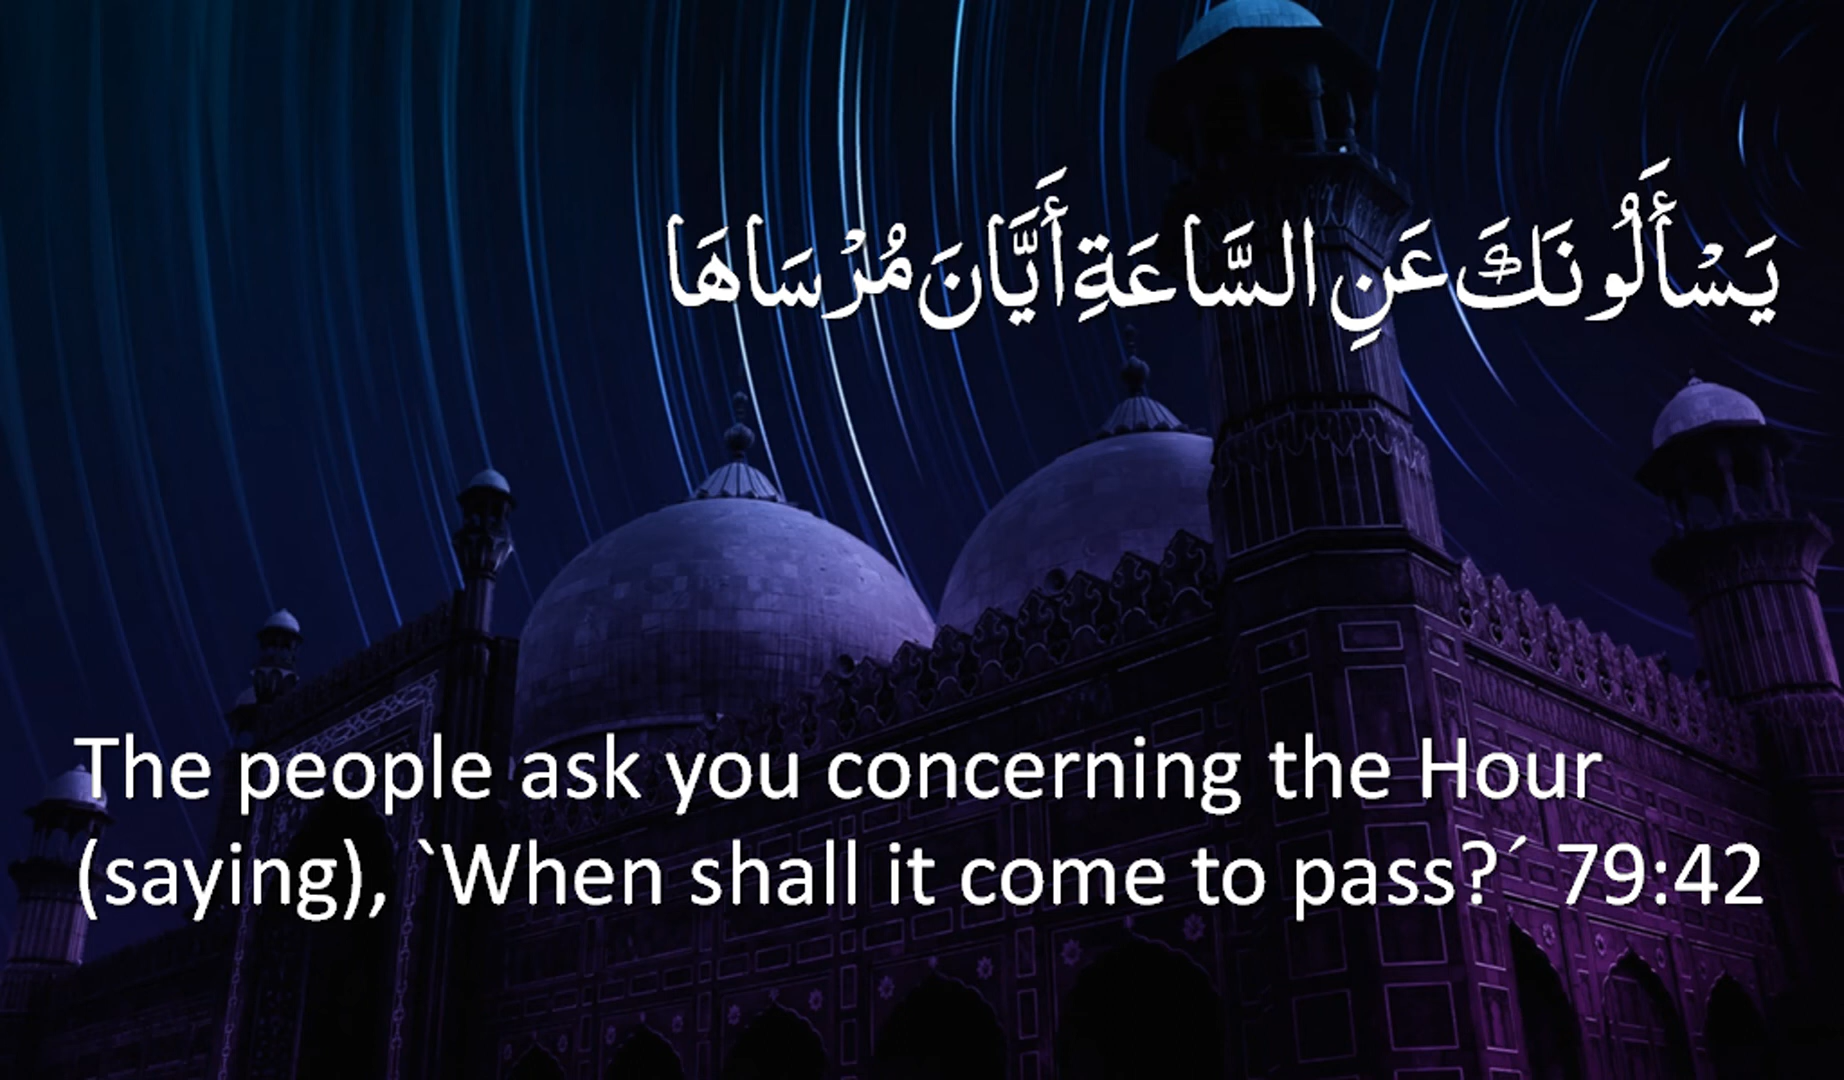 يَسْأَلُونَكَ عَنِ السَّاعَةِ أَيَّانَ مُرْسَاهَا
The people ask you concerning the Hour
(saying), `When shall it come to pass?´ 79:42